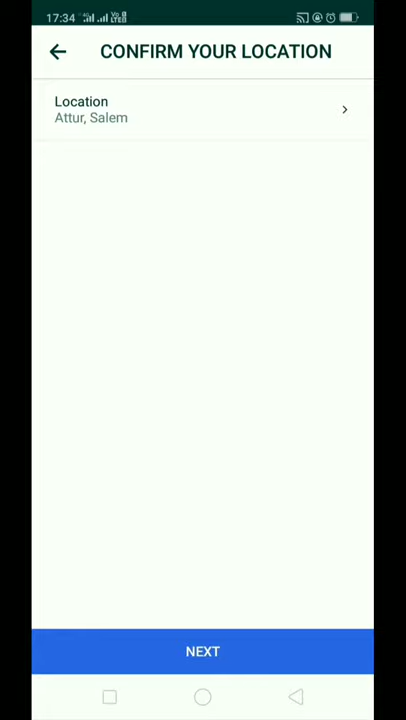 17:34
CONFIRM YOUR LOCATION
Location
Attur, Salem
NEXT